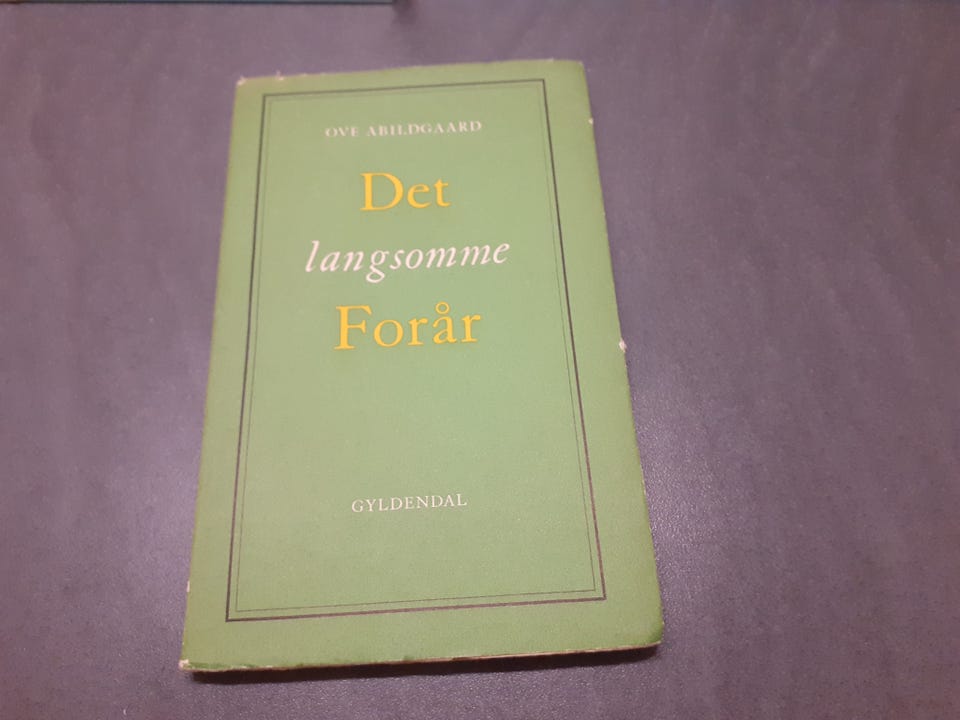 OVE ABILDGAARD
Det
langsomme
Forår
GYLDENDAL